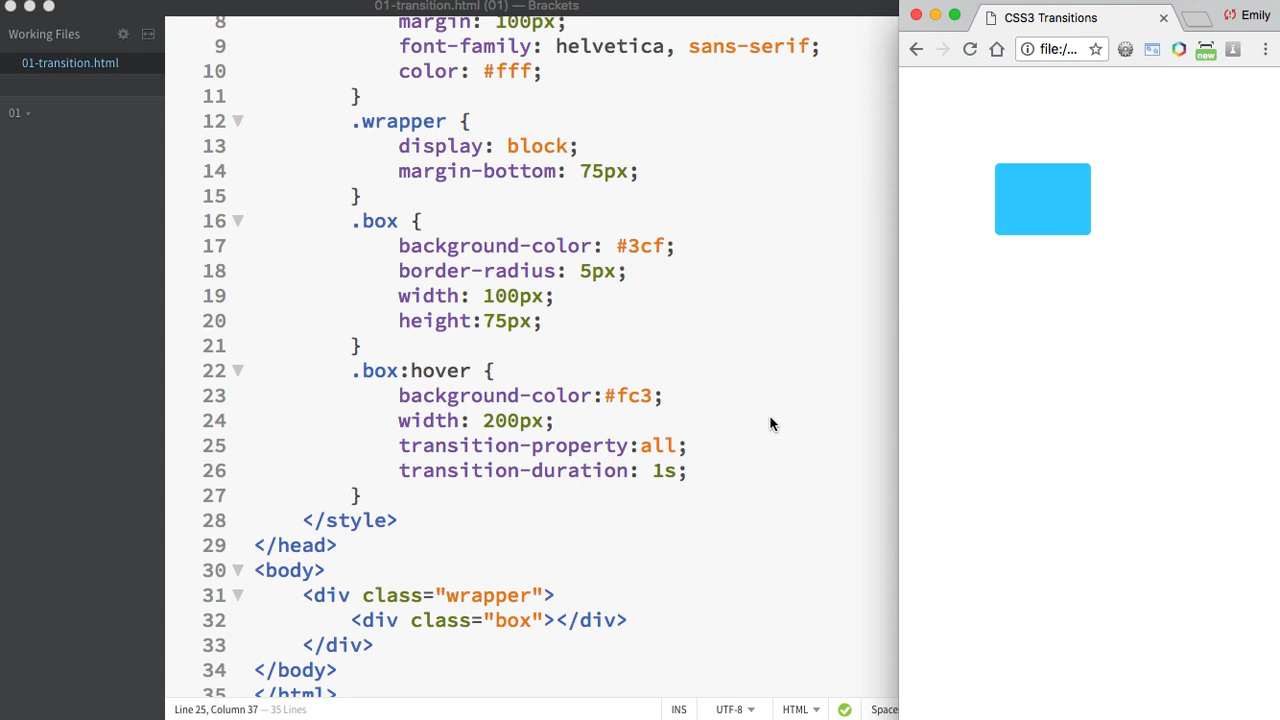 01-transition.html (01) — Brackets
Working Files
01-transition.html
01
8 margin: 100px;
9 font-family: helvetica, sans-serif;
10 color: #fff;
11 }
12 .wrapper {
13 display: block;
14 margin-bottom: 75px;
15 }
16 .box {
17 background-color: #3cf;
18 border-radius: 5px;
19 width: 100px;
20 height:75px;
21 }
22 .box:hover {
23 background-color:#fc3;
24 width: 200px;
25 transition-property:all;
26 transition-duration: 1s;
27 }
28 </style>
29 </head>
30 <body>
31 <div class="wrapper">
32 <div class="box"></div>
33 </div>
34 </body>
35 </html>
Line 25, Column 37 — 35 Lines
INS
UTF-8
HTML
Space
CSS3 Transitions
Emily
file:/...
new